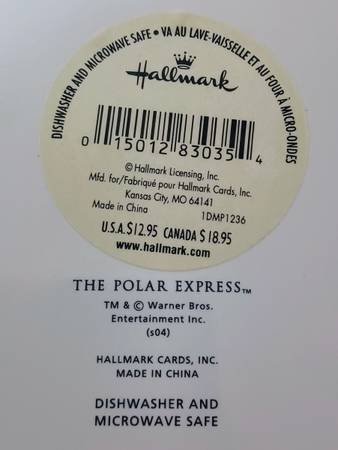 DISHWASHER AND MICROWAVE SAFE • VA AU LAVE-VAISSELLE ET AU FOUR À MICRO-ONDES
Hallmark
0 15012 83035 4
© Hallmark Licensing, Inc.
Mfd. for/Fabriqué pour Hallmark Cards, Inc.
Kansas City, MO 64141
Made in China 1DMP1236
U.S.A. $12.95 CANADA $18.95
www.hallmark.com
THE POLAR EXPRESS™
TM & © Warner Bros.
Entertainment Inc.
(s04)
HALLMARK CARDS, INC.
MADE IN CHINA
DISHWASHER AND
MICROWAVE SAFE